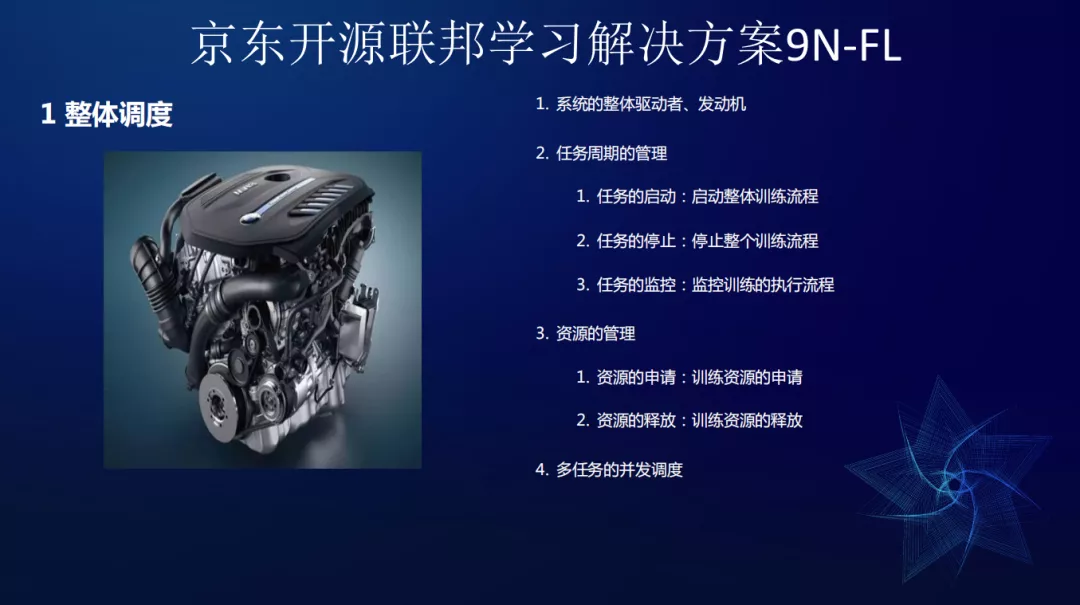 京东开源联邦学习解决方案9N-FL
1 整体调度
1. 系统的整体驱动者、发动机
2. 任务周期的管理
1. 任务的启动：启动整体训练流程
2. 任务的停止：停止整个训练流程
3. 任务的监控：监控训练的执行流程
3. 资源的管理
1. 资源的申请：训练资源的申请
2. 资源的释放：训练资源的释放
4. 多任务的并发调度